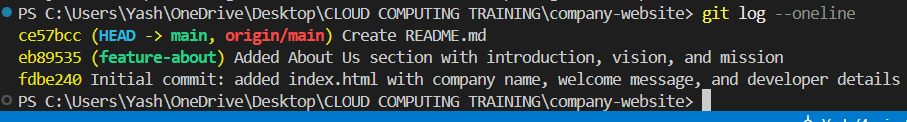 PS C:\Users\Yash\OneDrive\Desktop\CLOUD COMPUTING TRAINING\company-website> git log --oneline
ce57bcc (HEAD -> main, origin/main) Create README.md
eb89535 (feature-about) Added About Us section with introduction, vision, and mission
fdbe240 Initial commit: added index.html with company name, welcome message, and developer details
PS C:\Users\Yash\OneDrive\Desktop\CLOUD COMPUTING TRAINING\company-website>